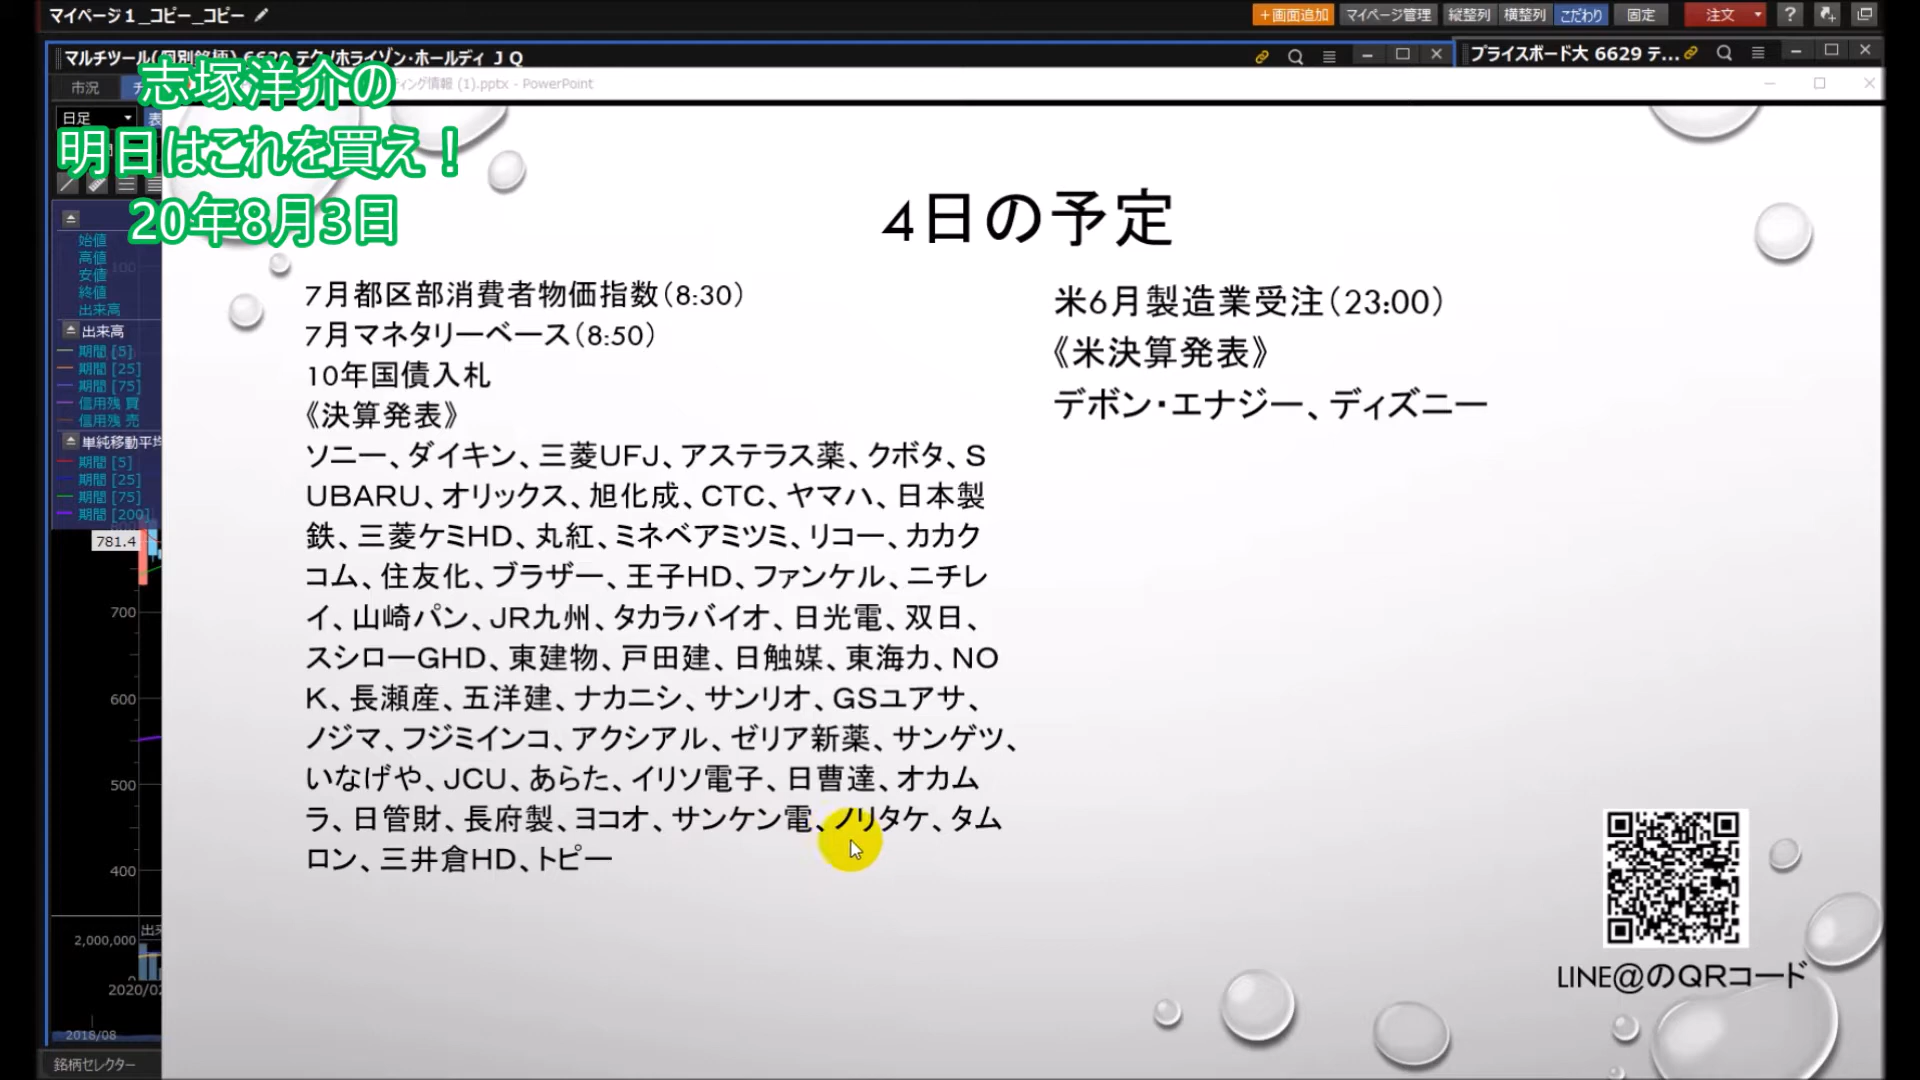 マイページ１_コピー_コピー
＋画面追加
マイページ管理
縦整列
横整列
こだわり
固定
注文
?
JQ
プライスボード大 6629 テ...
市況
ィング情報 (1).pptx - PowerPoint
志塚洋介の
明日はこれを買え！
20年8月3日
日足
始値
高値
安値
終値
出来高
出来高
期間 [5]
期間 [25]
期間 [75]
信用残 買
信用残 売
単純移動平均
期間 [5]
期間 [25]
期間 [75]
期間 [200]
781.4
700
600
500
400
2,000,000
0
2020/02
2018/08
銘柄セレクター
4日の予定
7月都区部消費者物価指数（8:30）
7月マネタリーベース（8:50）
10年国債入札
《決算発表》
ソニー、ダイキン、三菱UFJ、アステラス薬、クボタ、S
UBARU、オリックス、旭化成、CTC、ヤマハ、日本製
鉄、三菱ケミHD、丸紅、ミネベアミツミ、リコー、カカク
コム、住友化、ブラザー、王子HD、ファンケル、ニチレ
イ、山崎パン、JR九州、タカラバイオ、日光電、双日、
スシローGHD、東建物、戸田建、日触媒、東海カ、NO
K、長瀬産、五洋建、ナカニシ、サンリオ、GSユアサ、
ノジマ、フジミインコ、アクシアル、ゼリア新薬、サンゲツ、
いなげや、JCU、あらた、イリソ電子、日曹達、オカム
ラ、日管財、長府製、ヨコオ、サンケン電、ノリタケ、タム
ロン、三井倉HD、トピー
米6月製造業受注（23:00）
《米決算発表》
デボン・エナジー、ディズニー
LINE@のQRコード